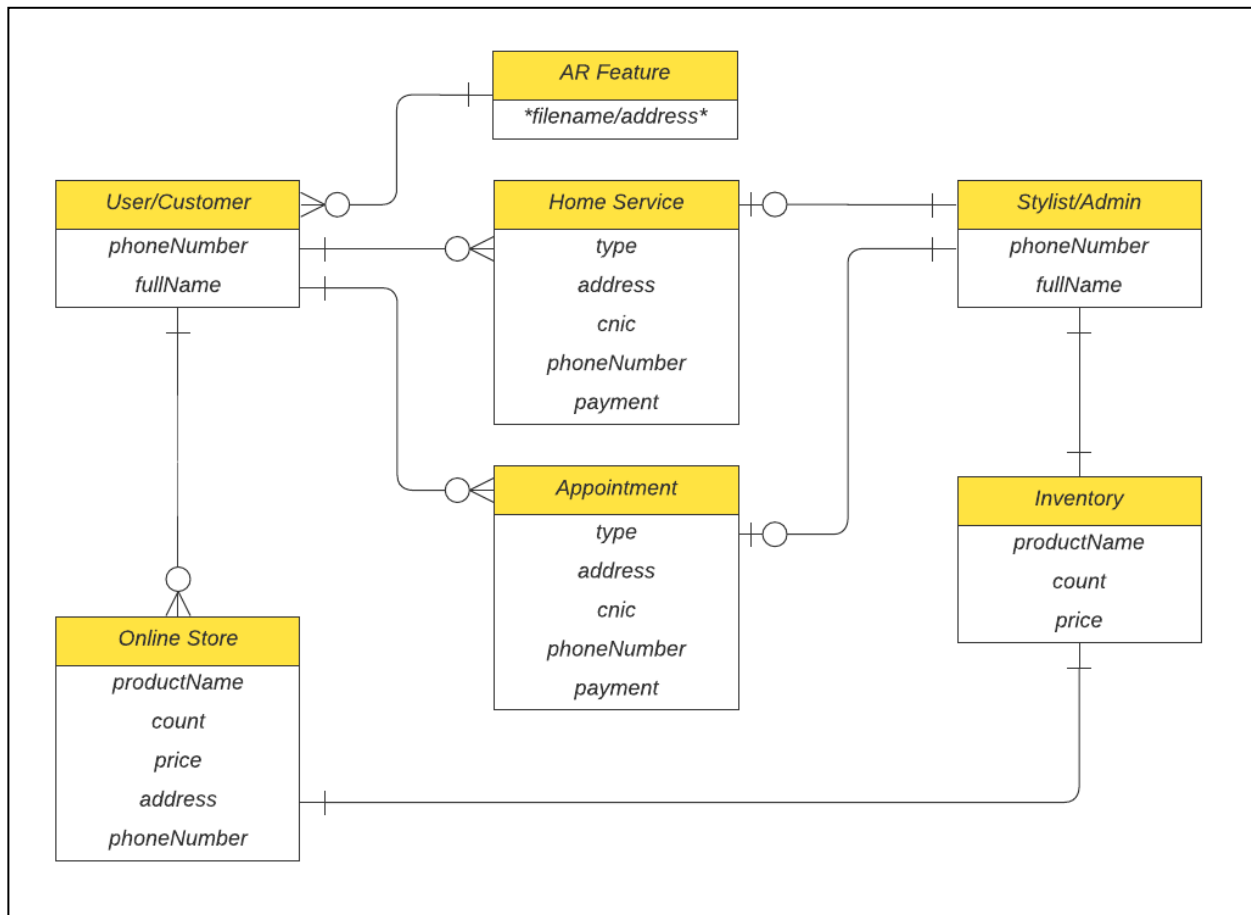 AR Feature
*filename/address*
User/Customer
phoneNumber
fullName
Home Service
type
address
cnic
phoneNumber
payment
Stylist/Admin
phoneNumber
fullName
Appointment
type
address
cnic
phoneNumber
payment
Inventory
productName
count
price
Online Store
productName
count
price
address
phoneNumber